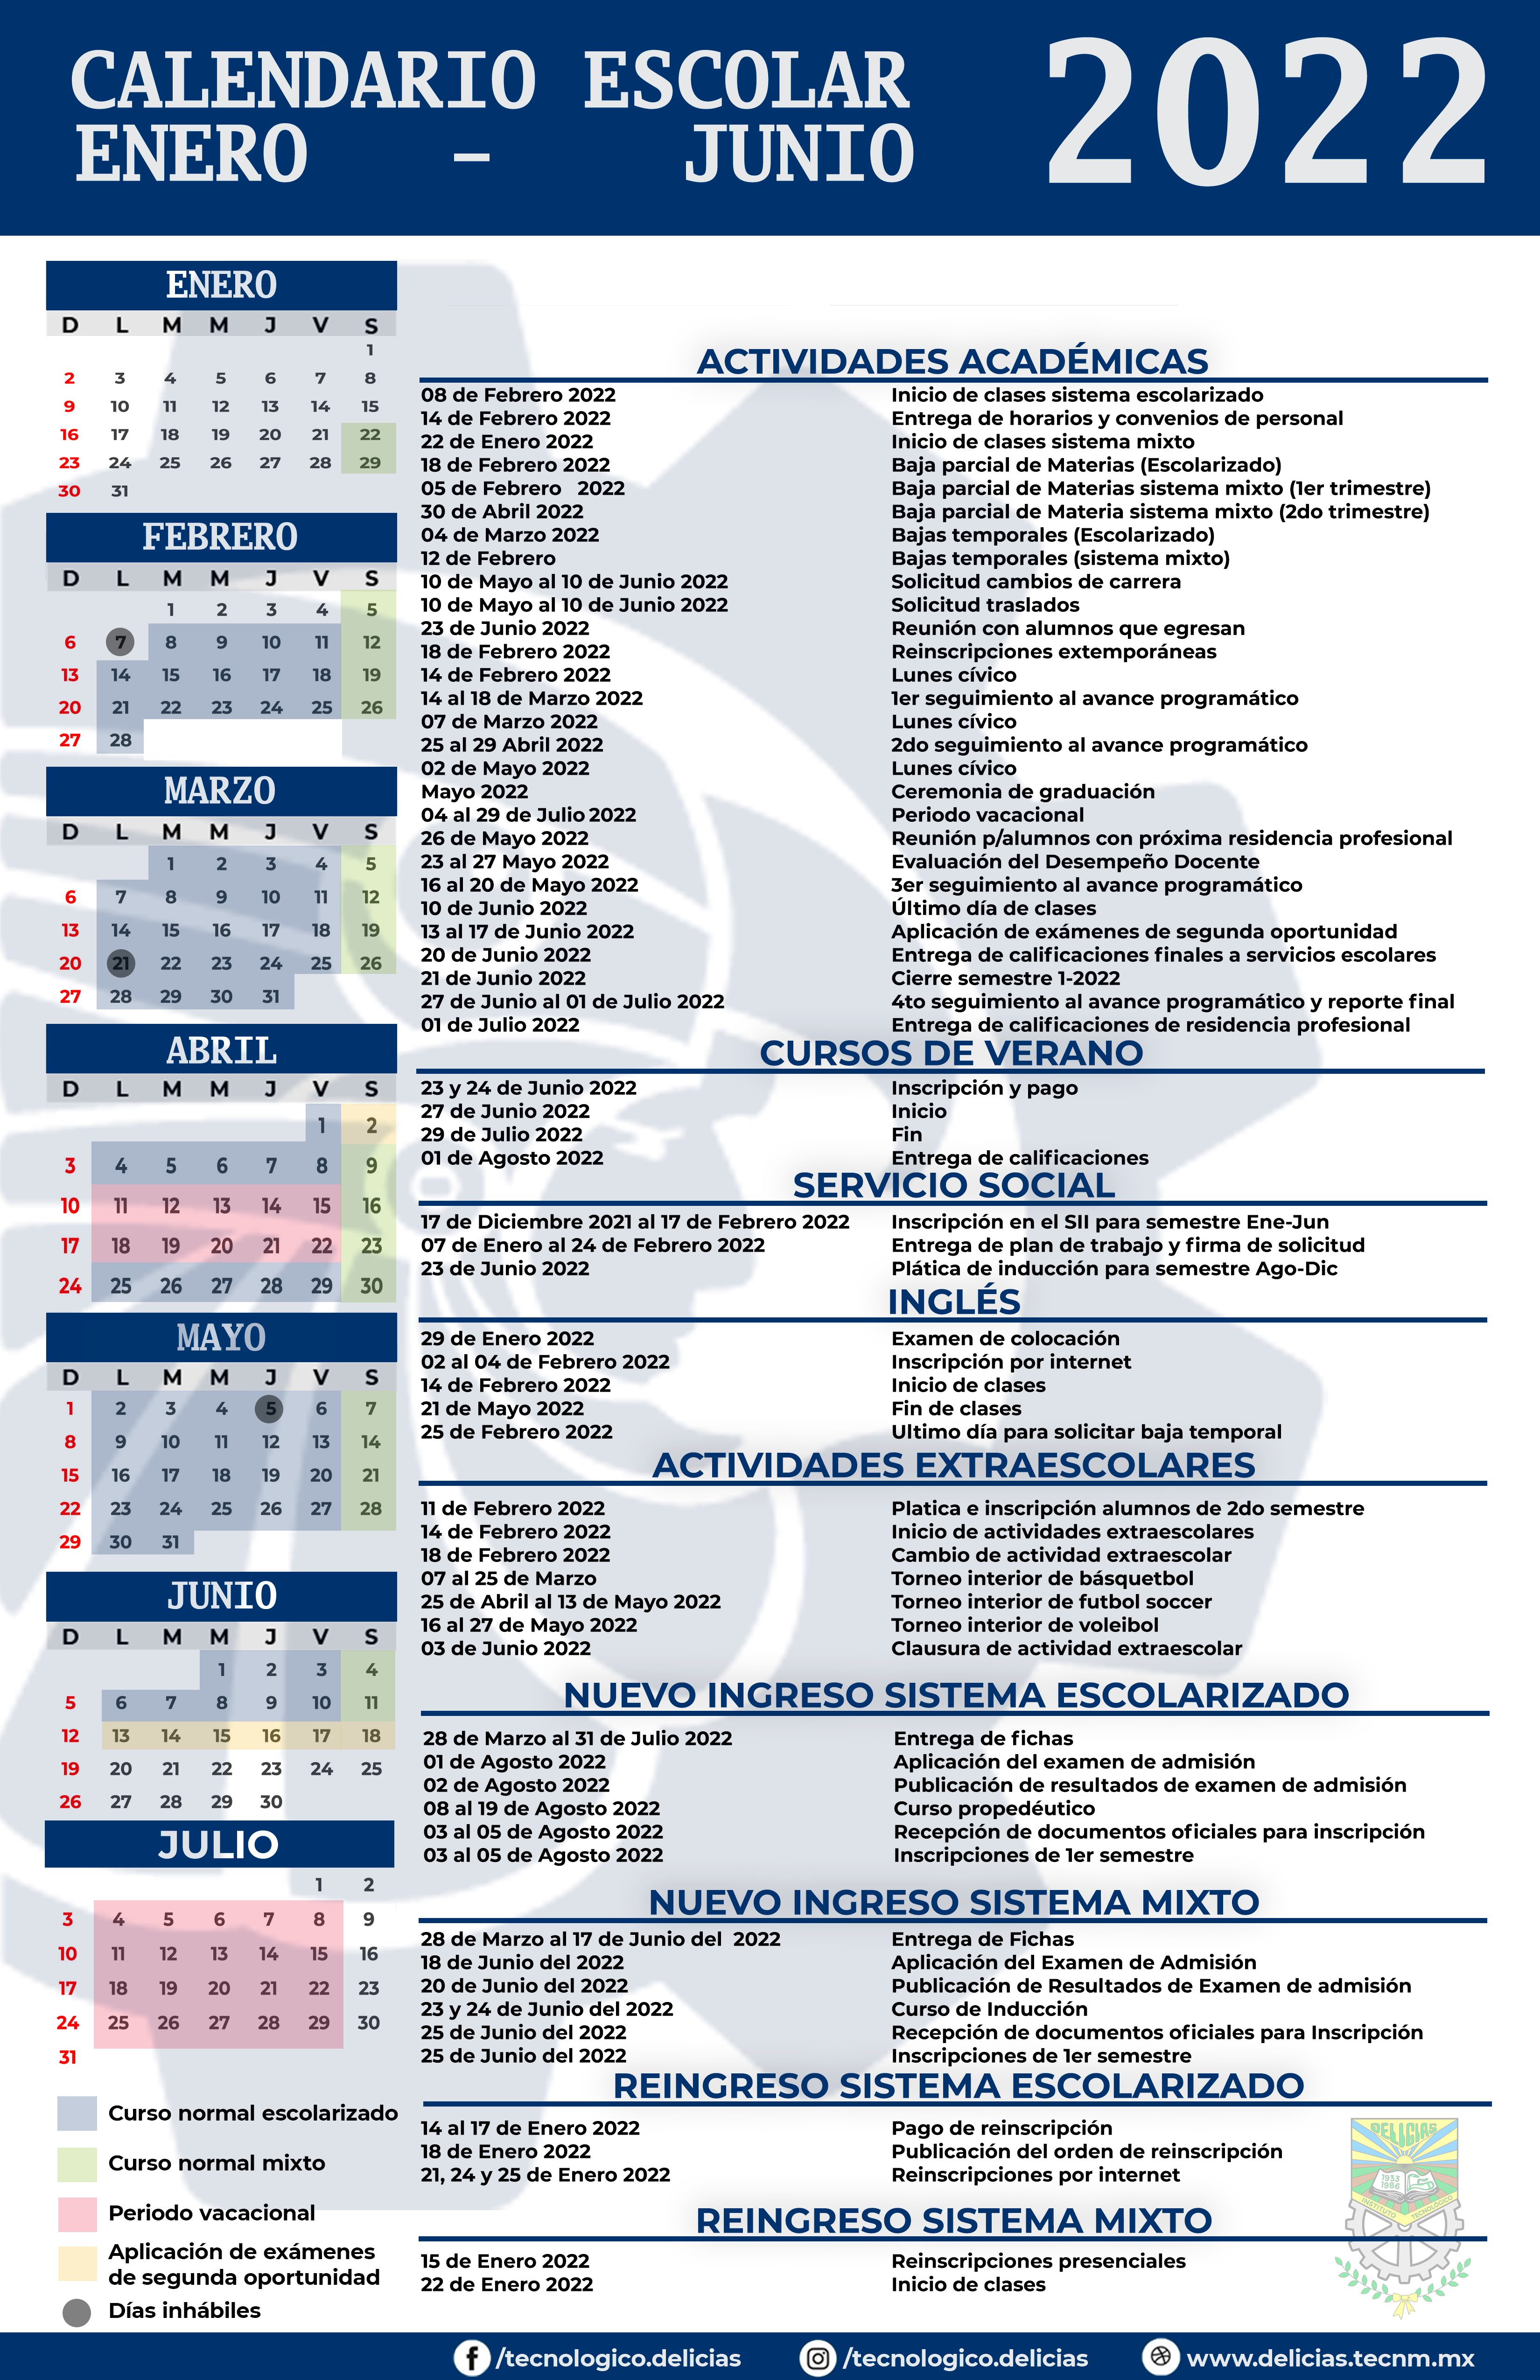 CALENDARIO ESCOLAR
ENERO - JUNIO
2022
ENERO
D L M M J V S
1
2 3 4 5 6 7 8
9 10 11 12 13 14 15
16 17 18 19 20 21 22
23 24 25 26 27 28 29
30 31
FEBRERO
D L M M J V S
1 2 3 4 5
6 7 8 9 10 11 12
13 14 15 16 17 18 19
20 21 22 23 24 25 26
27 28
MARZO
D L M M J V S
1 2 3 4 5
6 7 8 9 10 11 12
13 14 15 16 17 18 19
20 21 22 23 24 25 26
27 28 29 30 31
ABRIL
D L M M J V S
1 2
3 4 5 6 7 8 9
10 11 12 13 14 15 16
17 18 19 20 21 22 23
24 25 26 27 28 29 30
MAYO
D L M M J V S
1 2 3 4 5 6 7
8 9 10 11 12 13 14
15 16 17 18 19 20 21
22 23 24 25 26 27 28
29 30 31
JUNIO
D L M M J V S
1 2 3 4
5 6 7 8 9 10 11
12 13 14 15 16 17 18
19 20 21 22 23 24 25
26 27 28 29 30
JULIO
1 2
3 4 5 6 7 8 9
10 11 12 13 14 15 16
17 18 19 20 21 22 23
24 25 26 27 28 29 30
31
Curso normal escolarizado
Curso normal mixto
Periodo vacacional
Aplicación de exámenes
de segunda oportunidad
Días inhábiles
ACTIVIDADES ACADÉMICAS
08 de Febrero 2022 Inicio de clases sistema escolarizado
14 de Febrero 2022 Entrega de horarios y convenios de personal
22 de Enero 2022 Inicio de clases sistema mixto
18 de Febrero 2022 Baja parcial de Materias (Escolarizado)
05 de Febrero 2022 Baja parcial de Materias sistema mixto (1er trimestre)
30 de Abril 2022 Baja parcial de Materia sistema mixto (2do trimestre)
04 de Marzo 2022 Bajas temporales (Escolarizado)
12 de Febrero Bajas temporales (sistema mixto)
10 de Mayo al 10 de Junio 2022 Solicitud cambios de carrera
10 de Mayo al 10 de Junio 2022 Solicitud traslados
23 de Junio 2022 Reunión con alumnos que egresan
18 de Febrero 2022 Reinscripciones extemporáneas
14 de Febrero 2022 Lunes cívico
14 al 18 de Marzo 2022 1er seguimiento al avance programático
07 de Marzo 2022 Lunes cívico
25 al 29 Abril 2022 2do seguimiento al avance programático
02 de Mayo 2022 Lunes cívico
Mayo 2022 Ceremonia de graduación
04 al 29 de Julio 2022 Periodo vacacional
26 de Mayo 2022 Reunión p/alumnos con próxima residencia profesional
23 al 27 Mayo 2022 Evaluación del Desempeño Docente
16 al 20 de Mayo 2022 3er seguimiento al avance programático
10 de Junio 2022 Último día de clases
13 al 17 de Junio 2022 Aplicación de exámenes de segunda oportunidad
20 de Junio 2022 Entrega de calificaciones finales a servicios escolares
21 de Junio 2022 Cierre semestre 1-2022
27 de Junio al 01 de Julio 2022 4to seguimiento al avance programático y reporte final
01 de Julio 2022 Entrega de calificaciones de residencia profesional
CURSOS DE VERANO
23 y 24 de Junio 2022 Inscripción y pago
27 de Junio 2022 Inicio
29 de Julio 2022 Fin
01 de Agosto 2022 Entrega de calificaciones
SERVICIO SOCIAL
17 de Diciembre 2021 al 17 de Febrero 2022 Inscripción en el SII para semestre Ene-Jun
07 de Enero al 24 de Febrero 2022 Entrega de plan de trabajo y firma de solicitud
23 de Junio 2022 Plática de inducción para semestre Ago-Dic
INGLÉS
29 de Enero 2022 Examen de colocación
02 al 04 de Febrero 2022 Inscripción por internet
14 de Febrero 2022 Inicio de clases
21 de Mayo 2022 Fin de clases
25 de Febrero 2022 Ultimo día para solicitar baja temporal
ACTIVIDADES EXTRAESCOLARES
11 de Febrero 2022 Platica e inscripción alumnos de 2do semestre
14 de Febrero 2022 Inicio de actividades extraescolares
18 de Febrero 2022 Cambio de actividad extraescolar
07 al 25 de Marzo Torneo interior de básquetbol
25 de Abril al 13 de Mayo 2022 Torneo interior de futbol soccer
16 al 27 de Mayo 2022 Torneo interior de voleibol
03 de Junio 2022 Clausura de actividad extraescolar
NUEVO INGRESO SISTEMA ESCOLARIZADO
28 de Marzo al 31 de Julio 2022 Entrega de fichas
01 de Agosto 2022 Aplicación del examen de admisión
02 de Agosto 2022 Publicación de resultados de examen de admisión
08 al 19 de Agosto 2022 Curso propedéutico
03 al 05 de Agosto 2022 Recepción de documentos oficiales para inscripción
03 al 05 de Agosto 2022 Inscripciones de 1er semestre
NUEVO INGRESO SISTEMA MIXTO
28 de Marzo al 17 de Junio del 2022 Entrega de Fichas
18 de Junio del 2022 Aplicación del Examen de Admisión
20 de Junio del 2022 Publicación de Resultados de Examen de admisión
23 y 24 de Junio del 2022 Curso de Inducción
25 de Junio del 2022 Recepción de documentos oficiales para Inscripción
25 de Junio del 2022 Inscripciones de 1er semestre
REINGRESO SISTEMA ESCOLARIZADO
14 al 17 de Enero 2022 Pago de reinscripción
18 de Enero 2022 Publicación del orden de reinscripción
21, 24 y 25 de Enero 2022 Reinscripciones por internet
REINGRESO SISTEMA MIXTO
15 de Enero 2022 Reinscripciones presenciales
22 de Enero 2022 Inicio de clases
DELICIAS
1933
1986
INSTITUTO TECNOLOGICO
/tecnologico.delicias
/tecnologico.delicias
www.delicias.tecnm.mx